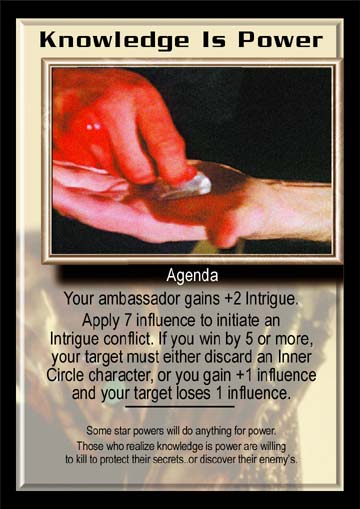 Knowledge Is Power
Agenda
Your ambassador gains +2 Intrigue.
Apply 7 influence to initiate an
Intrigue conflict. If you win by 5 or more,
your target must either discard an Inner
Circle character, or you gain +1 influence
and your target loses 1 influence.
Some star powers will do anything for power.
Those who realize knowledge is power are willing
to kill to protect their secrets..or discover their enemy's.